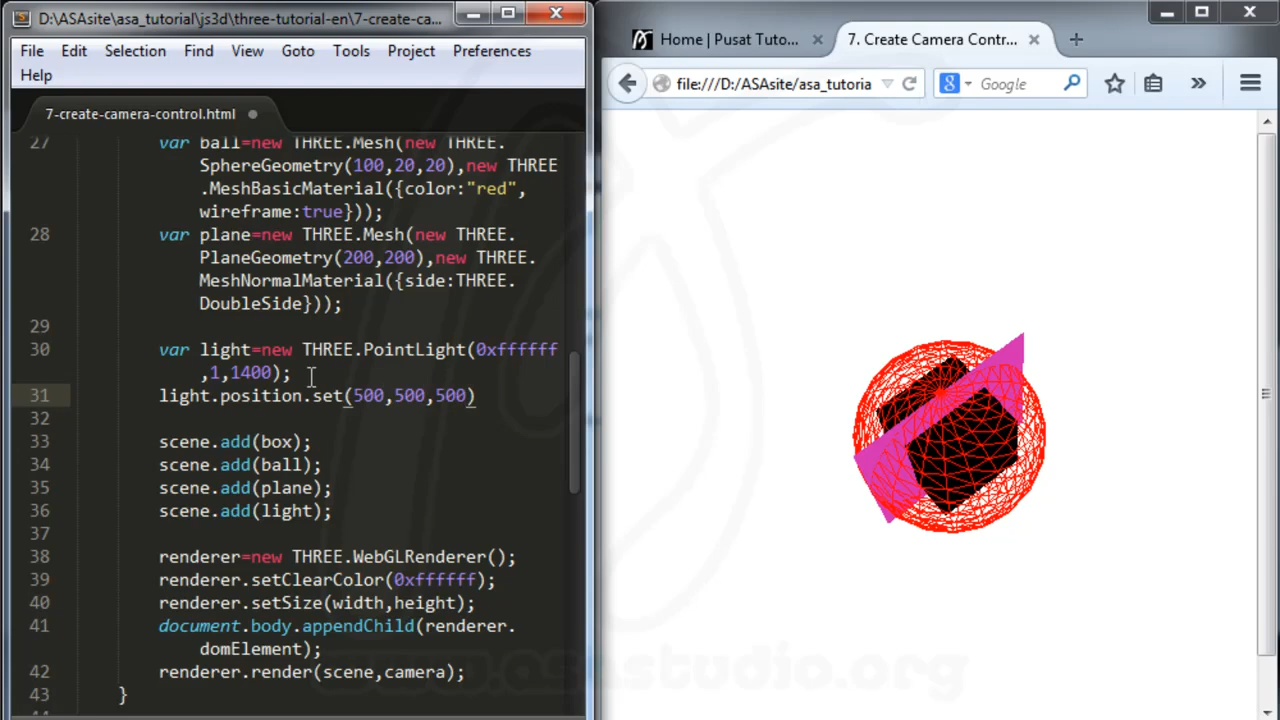 D:\ASAsite\asa_tutorial\js3d\three-tutorial-en\7-create-ca...
File Edit Selection Find View Goto Tools Project Preferences
Help
7-create-camera-control.html
27 var ball=new THREE.Mesh(new THREE.
SphereGeometry(100,20,20),new THREE
.MeshBasicMaterial({color:"red",
wireframe:true}));
28 var plane=new THREE.Mesh(new THREE.
PlaneGeometry(200,200),new THREE.
MeshNormalMaterial({side:THREE.
DoubleSide}));
29
30 var light=new THREE.PointLight(0xffffff
,1,1400);
31 light.position.set(500,500,500)
32
33 scene.add(box);
34 scene.add(ball);
35 scene.add(plane);
36 scene.add(light);
37
38 renderer=new THREE.WebGLRenderer();
39 renderer.setClearColor(0xffffff);
40 renderer.setSize(width,height);
41 document.body.appendChild(renderer.
domElement);
42 renderer.render(scene,camera);
43 }
Home | Pusat Tuto...
7. Create Camera Contr...
file:///D:/ASAsite/asa_tutoria
Google
www.asastudio.org